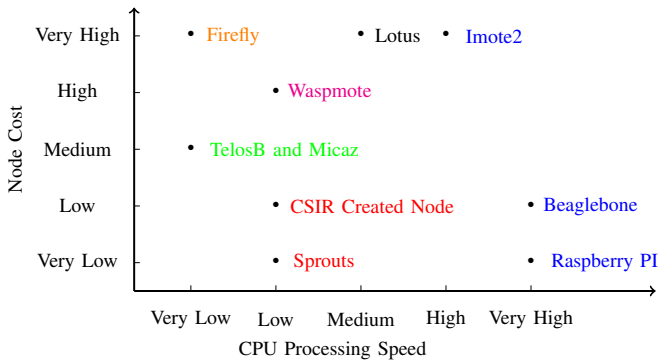 Very High
Firefly
Lotus
Imote2
High
Waspmote
Node Cost
Medium
TelosB and Micaz
Low
CSIR Created Node
Beaglebone
Very Low
Sprouts
Raspberry PI
Very Low
Low
Medium
High
Very High
CPU Processing Speed